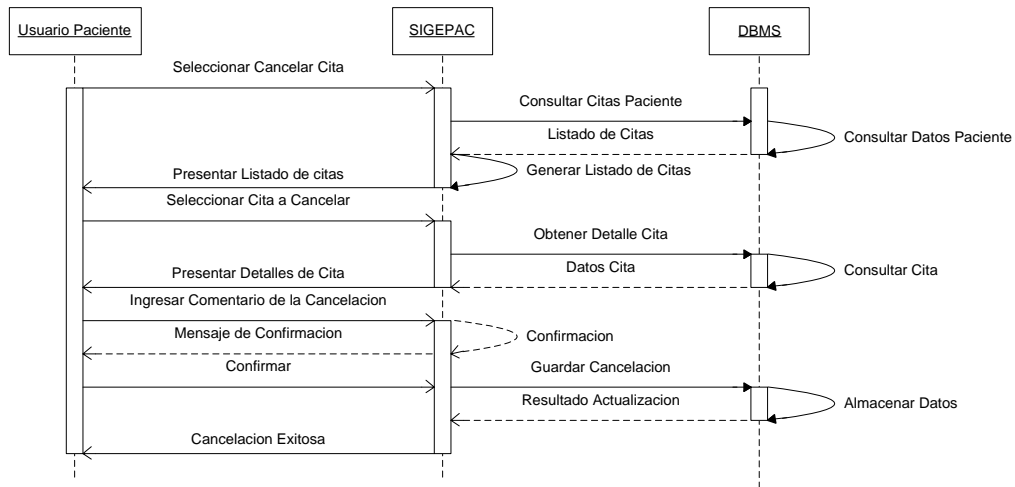 Usuario Paciente
SIGEPAC
DBMS
Seleccionar Cancelar Cita
Consultar Citas Paciente
Listado de Citas
Consultar Datos Paciente
Presentar Listado de citas
Generar Listado de Citas
Seleccionar Cita a Cancelar
Obtener Detalle Cita
Presentar Detalles de Cita
Datos Cita
Consultar Cita
Ingresar Comentario de la Cancelacion
Mensaje de Confirmacion
Confirmacion
Confirmar
Guardar Cancelacion
Resultado Actualizacion
Almacenar Datos
Cancelacion Exitosa